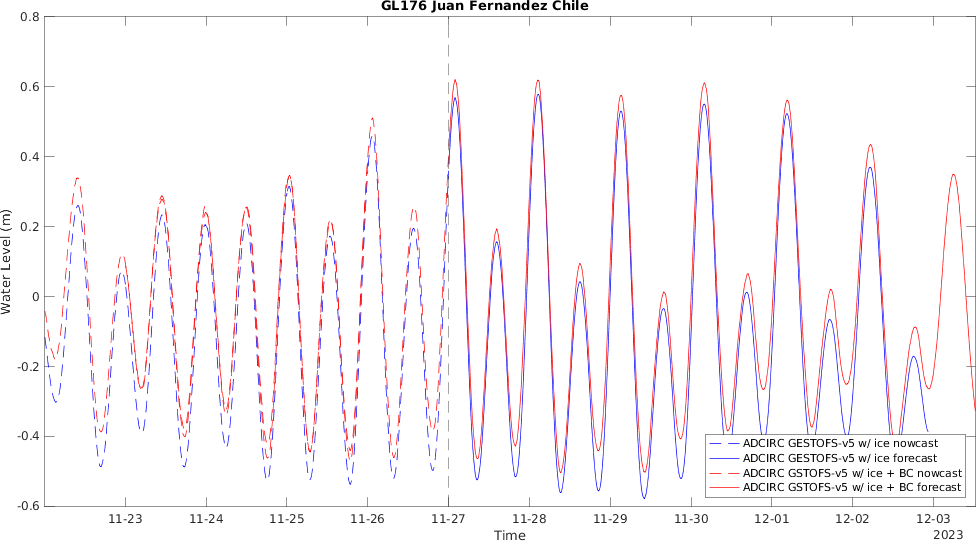 GL176 Juan Fernandez Chile
0.8
0.6
0.4
0.2
0
-0.2
-0.4
-0.6
Water Level (m)
11-23 11-24 11-25 11-26 11-27 11-28 11-29 11-30 12-01 12-02 12-03
Time
2023
ADCIRC GESTOFS-v5 w/ ice nowcast
ADCIRC GESTOFS-v5 w/ ice forecast
ADCIRC GSTOFS-v5 w/ ice + BC nowcast
ADCIRC GSTOFS-v5 w/ ice + BC forecast